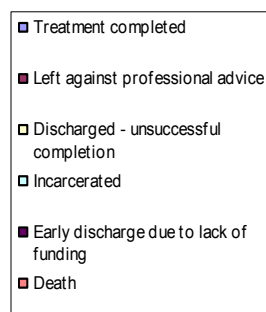 Treatment completed
Left against professional advice
Discharged - unsuccessful
completion
Incarcerated
Early discharge due to lack of
funding
Death